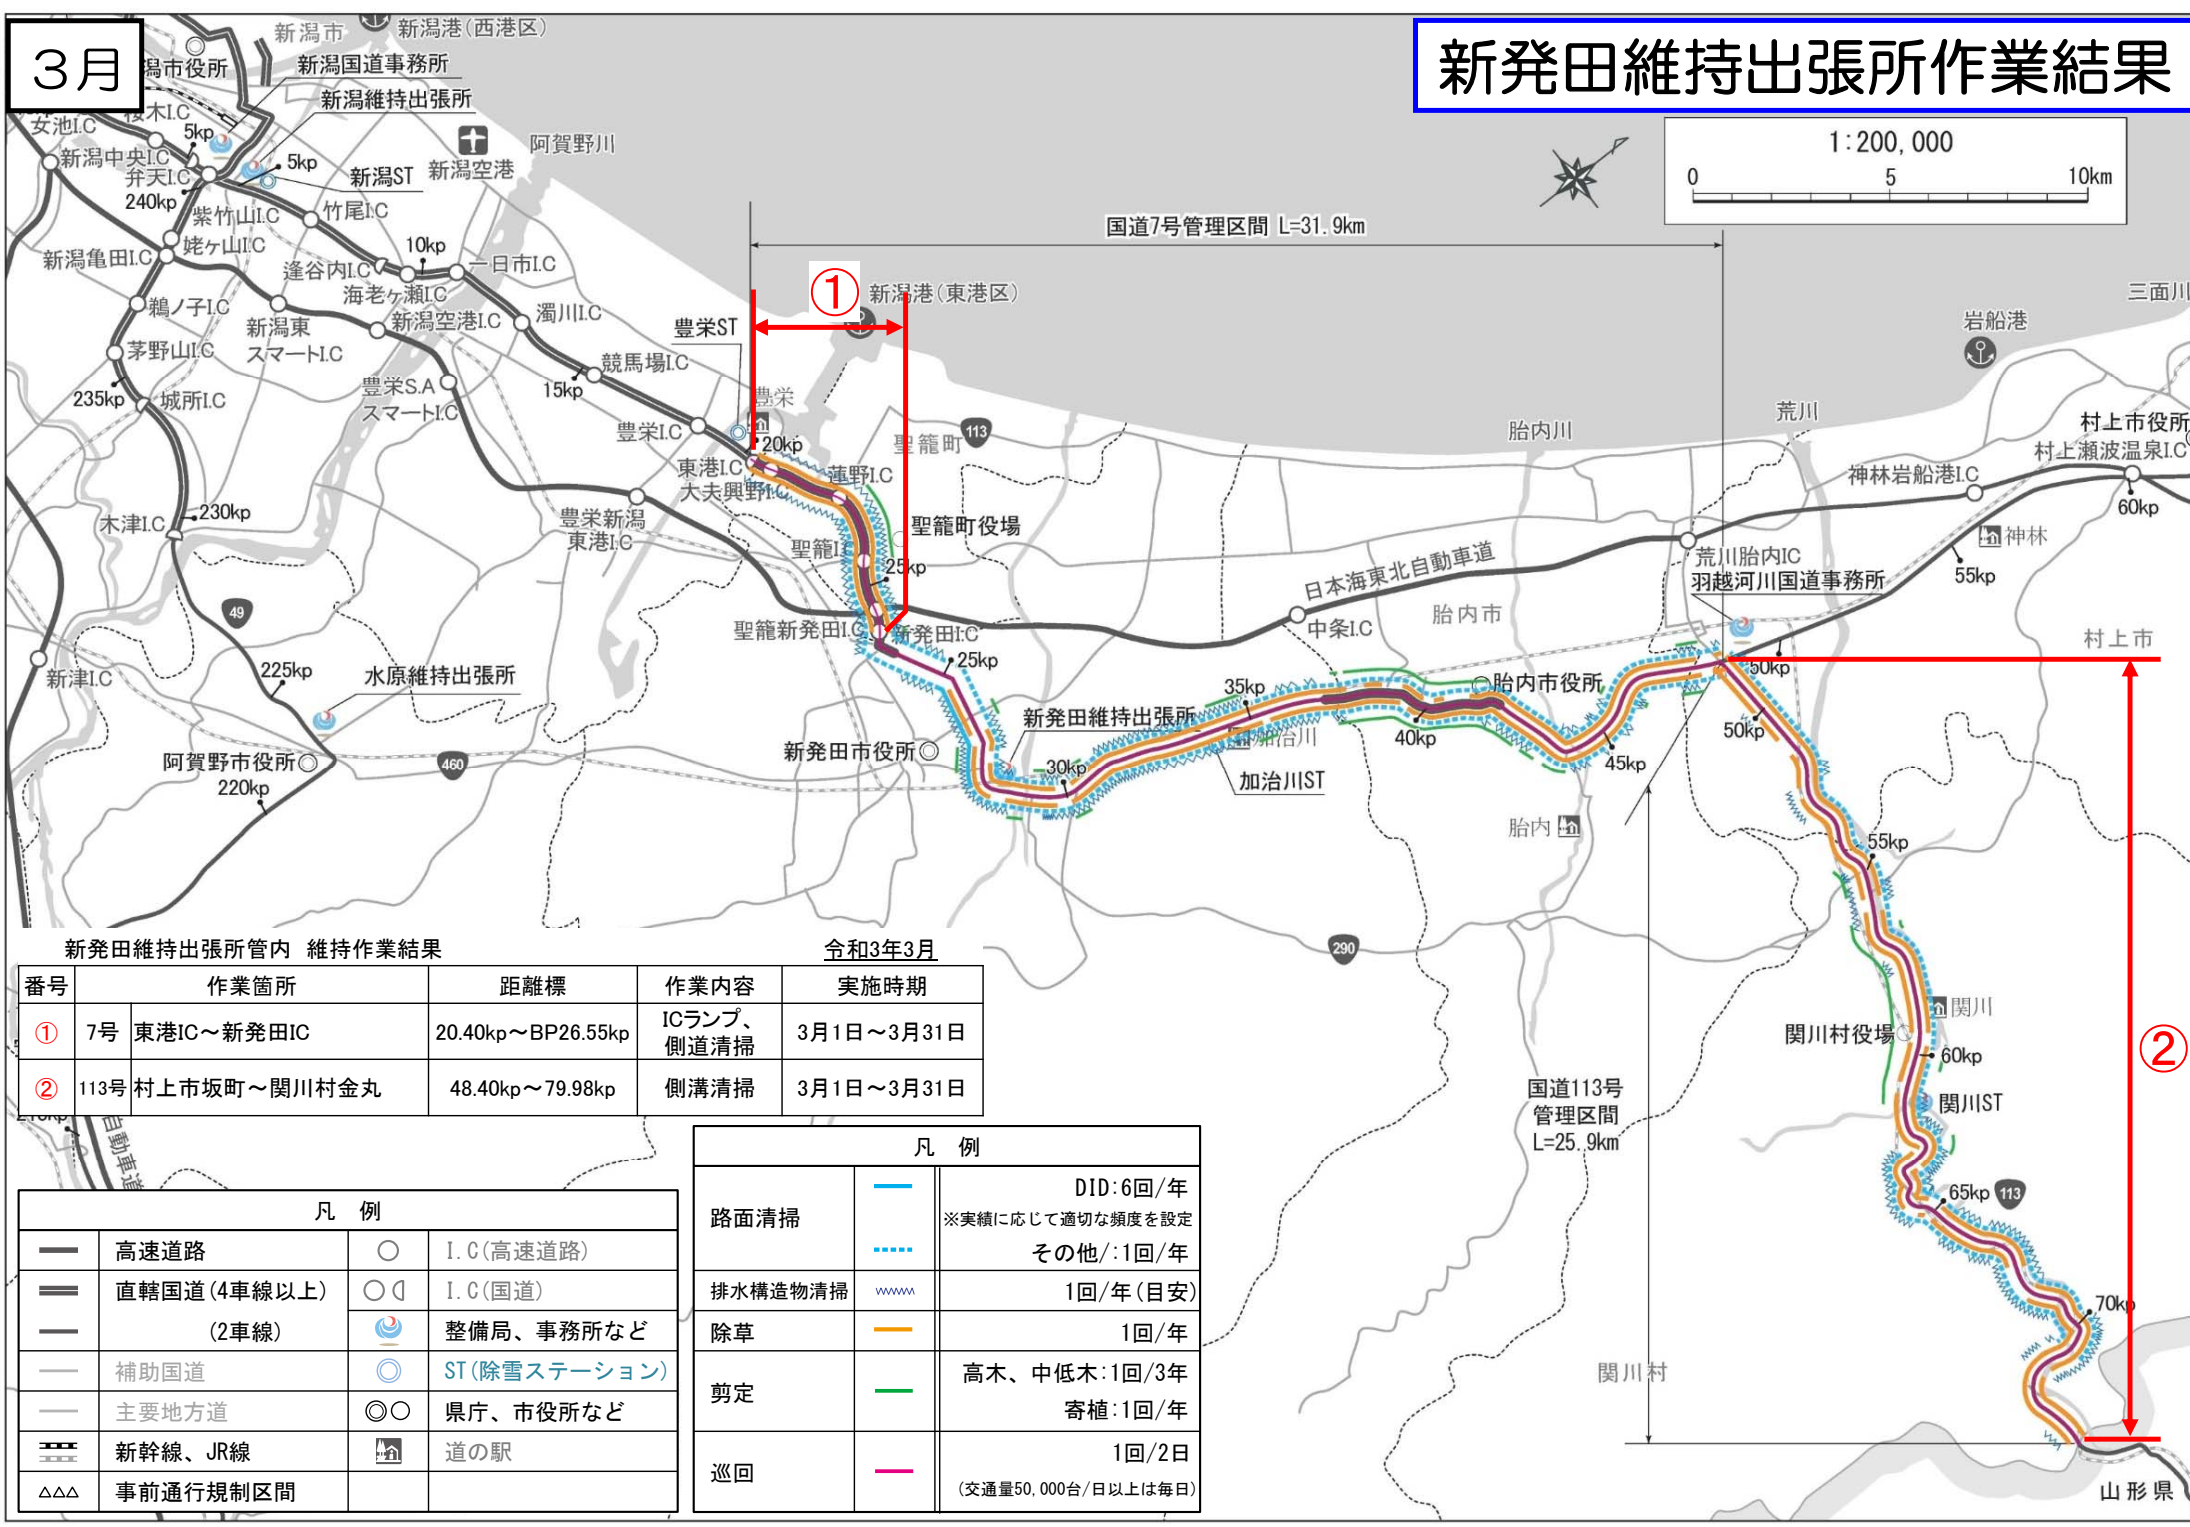 3月
新発田維持出張所作業結果
新潟市
新潟港(西港区)
潟市役所
新潟国道事務所
新潟維持出張所
桜木I.C
女池I.C
5kp
5kp
新潟中央I.C
弁天I.C
240kp
新潟ST
新潟空港
阿賀野川
紫竹山I.C
竹尾I.C
姥ヶ山I.C
新潟亀田I.C
10kp
逢谷内I.C
一日市I.C
海老ヶ瀬I.C
鵜ノ子I.C
新潟東
スマートI.C
新潟空港I.C
濁川I.C
茅野山I.C
235kp
城所I.C
豊栄S.A
スマートI.C
15kp
競馬場I.C
豊栄ST
豊栄I.C
豊栄
20kp
①
新潟港(東港区)
国道7号管理区間 L=31.9km
1:200,000
0
5
10km
三面川
岩船港
荒川
胎内川
村上市役所
村上瀬波温泉I.C
神林岩船港I.C
60kp
神林
55kp
聖籠町
113
東港I.C
大夫興野I.C
蓮野I.C
聖籠町役場
聖籠I.C
25kp
豊栄新潟
東港I.C
木津I.C
230kp
49
新津I.C
225kp
水原維持出張所
阿賀野市役所
220kp
460
聖籠新発田I.C
新発田I.C
25kp
日本海東北自動車道
中条I.C
胎内市
荒川胎内IC
羽越河川国道事務所
村上市
50kp
50kp
新発田市役所
新発田維持出張所
30kp
35kp
加治川
加治川ST
40kp
胎内市役所
45kp
胎内
55kp
290
関川
関川村役場
60kp
関川ST
国道113号
管理区間
L=25.9km
②
65kp
113
70kp
関川村
山形県
自動車道
新発田維持出張所管内 維持作業結果
令和3年3月
番号 作業箇所 距離標 作業内容 実施時期
① 7号 東港IC～新発田IC 20.40kp～BP26.55kp ICランプ、側道清掃 3月1日～3月31日
② 113号 村上市坂町～関川村金丸 48.40kp～79.98kp 側溝清掃 3月1日～3月31日
凡 例
高速道路 I.C(高速道路)
直轄国道(4車線以上) I.C(国道)
(2車線) 整備局、事務所など
補助国道 ST(除雪ステーション)
主要地方道 県庁、市役所など
新幹線、JR線 道の駅
事前通行規制区間
凡 例
路面清掃
DID:6回/年
※実績に応じて適切な頻度を設定
その他/:1回/年
排水構造物清掃 1回/年(目安)
除草 1回/年
剪定
高木、中低木:1回/3年
寄植:1回/年
巡回
1回/2日
(交通量50,000台/日以上は毎日)